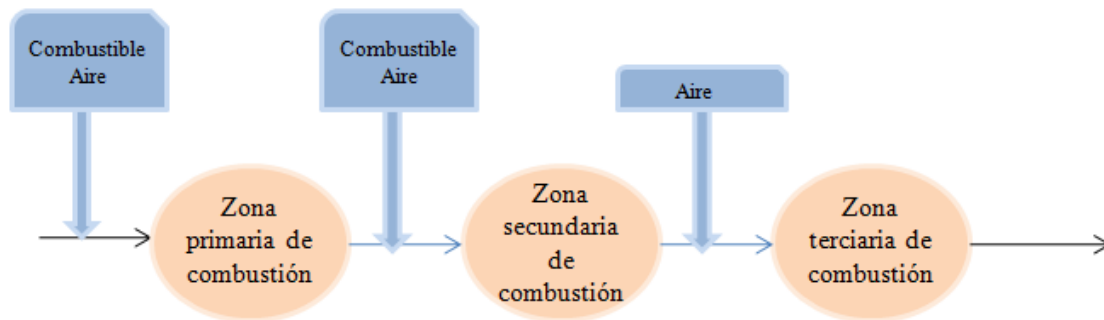 Combustible
Aire
Combustible
Aire
Aire
Zona
primaria de
combustión
Zona
secundaria
de
combustión
Zona
terciaria de
combustión